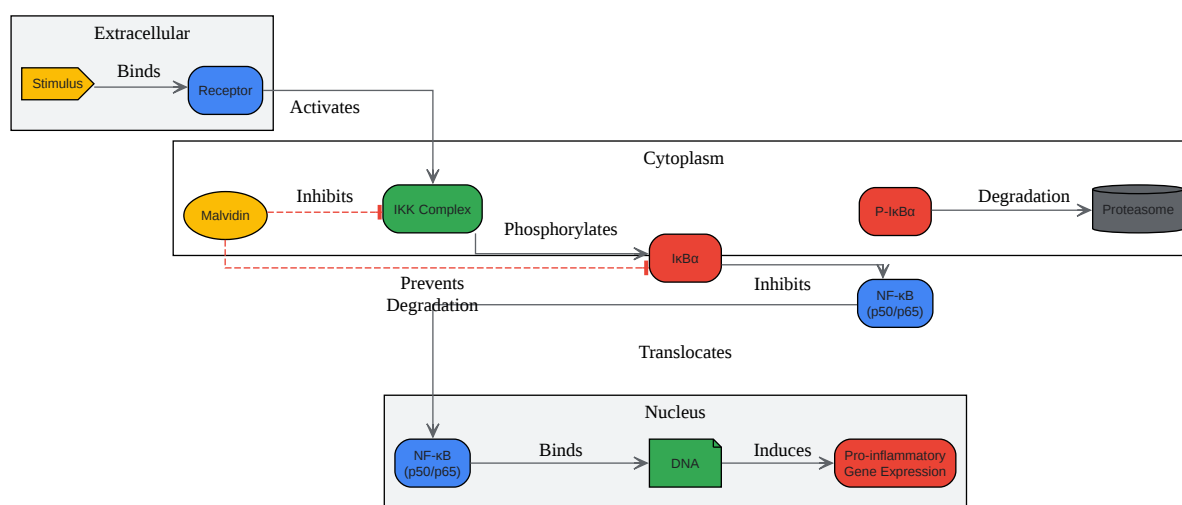 Extracellular
Stimulus
Binds
Receptor
Activates
Cytoplasm
Malvidin
Inhibits
IKK Complex
P-IκBα
Degradation
Proteasome
Phosphorylates
IκBα
Prevents
Degradation
Inhibits
NF-κB
(p50/p65)
Translocates
Nucleus
NF-κB
(p50/p65)
Binds
DNA
Induces
Pro-inflammatory
Gene Expression